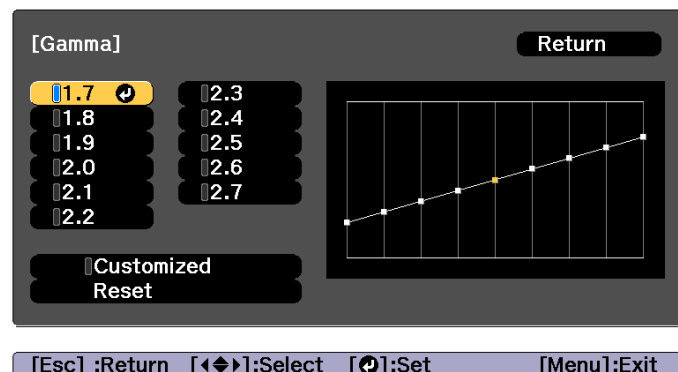 [Gamma]
Return
1.7
1.8
1.9
2.0
2.1
2.2
2.3
2.4
2.5
2.6
2.7
Customized
Reset
[Esc] :Return [ ]:Select [ ]:Set [Menu]:Exit